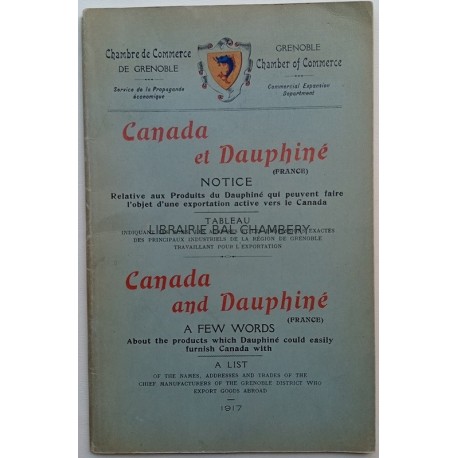 Chambre de Commerce
DE GRENOBLE
Service de la Propagande
économique
GRENOBLE
Chamber of Commerce
Commercial Expansion
Department
Canada
et Dauphiné
(FRANCE)
NOTICE
Relative aux Produits du Dauphiné qui peuvent faire
l'objet d'une exportation active vers le Canada
TABLEAU
LIBRAIRIE BAL CHAMBERY
DES PRINCIPAUX INDUSTRIELS DE LA RÉGION DE GRENOBLE
TRAVAILLANT POUR L'EXPORTATION
Canada
and Dauphiné
(FRANCE)
A FEW WORDS
About the products which Dauphiné could easily
furnish Canada with
A LIST
OF THE NAMES, ADDRESSES AND TRADES OF THE
CHIEF MANUFACTURERS OF THE GRENOBLE DISTRICT WHO
EXPORT GOODS ABROAD
1917